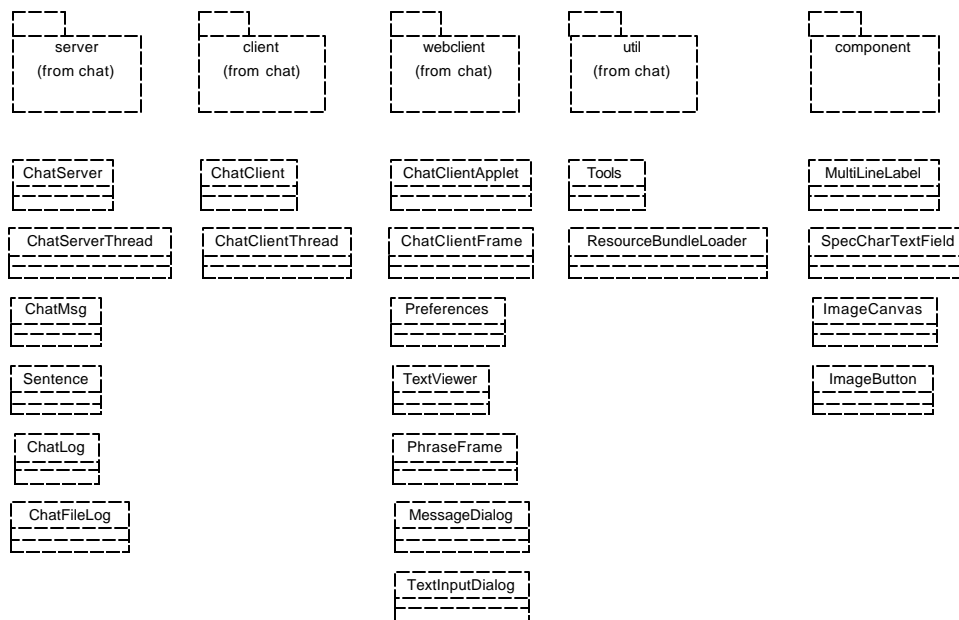 server
(from chat)
client
(from chat)
webclient
(from chat)
util
(from chat)
component
ChatServer
ChatClient
ChatClientApplet
Tools
MultiLineLabel
ChatServerThread
ChatClientThread
ChatClientFrame
ResourceBundleLoader
SpecCharTextField
ChatMsg
Preferences
ImageCanvas
Sentence
TextViewer
ImageButton
ChatLog
PhraseFrame
ChatFileLog
MessageDialog
TextInputDialog